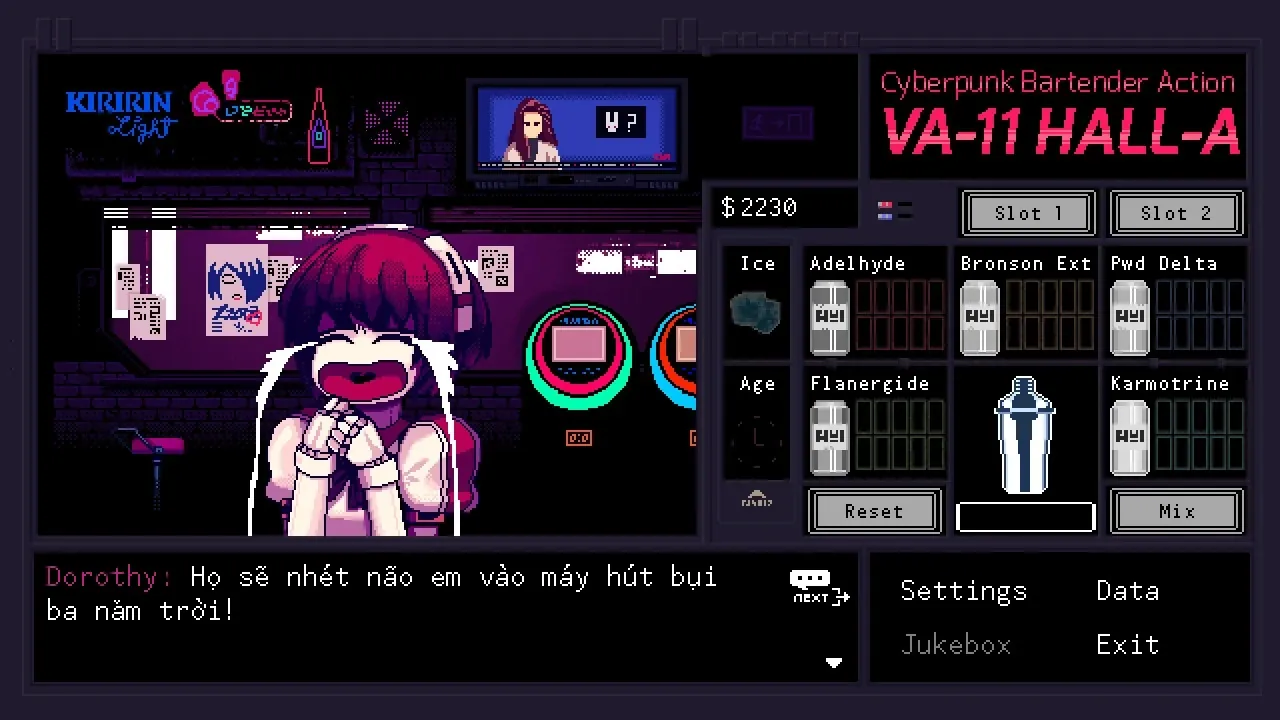 KIRIRIN
Light
W?
Cyberpunk Bartender Action
VA-11 HALL-A
$2230
Slot 1
Slot 2
Ice
Adelhyde
Bronson Ext
Pwd Delta
Age
Flanergide
Karmotrine
Reset
Mix
Dorothy: Họ sẽ nhét não em vào máy hút bụi
ba năm trời!
NEXT
Settings
Data
Jukebox
Exit